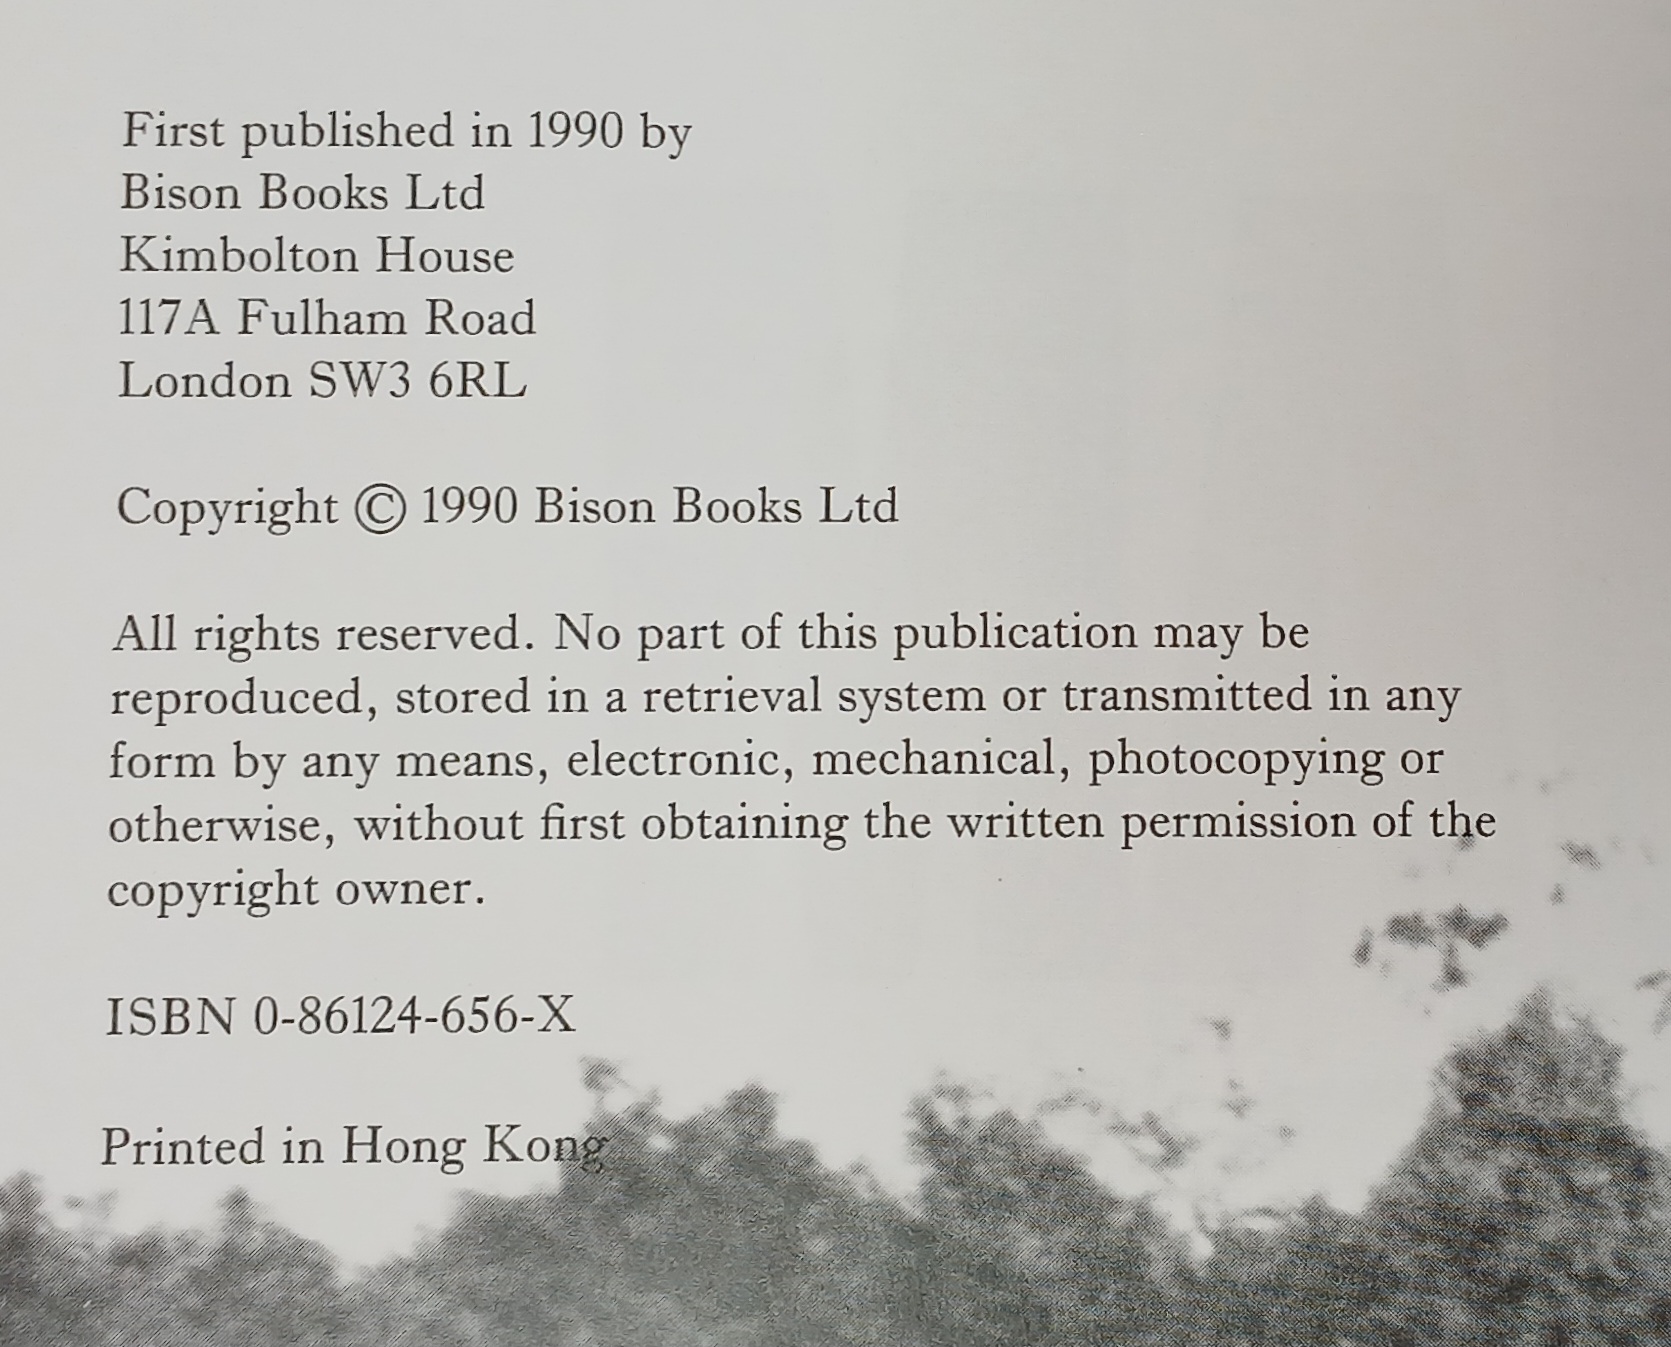 First published in 1990 by
Bison Books Ltd
Kimbolton House
117A Fulham Road
London SW3 6RL
Copyright © 1990 Bison Books Ltd
All rights reserved. No part of this publication may be
reproduced, stored in a retrieval system or transmitted in any
form by any means, electronic, mechanical, photocopying or
otherwise, without first obtaining the written permission of the
copyright owner.
ISBN 0-86124-656-X
Printed in Hong Kong